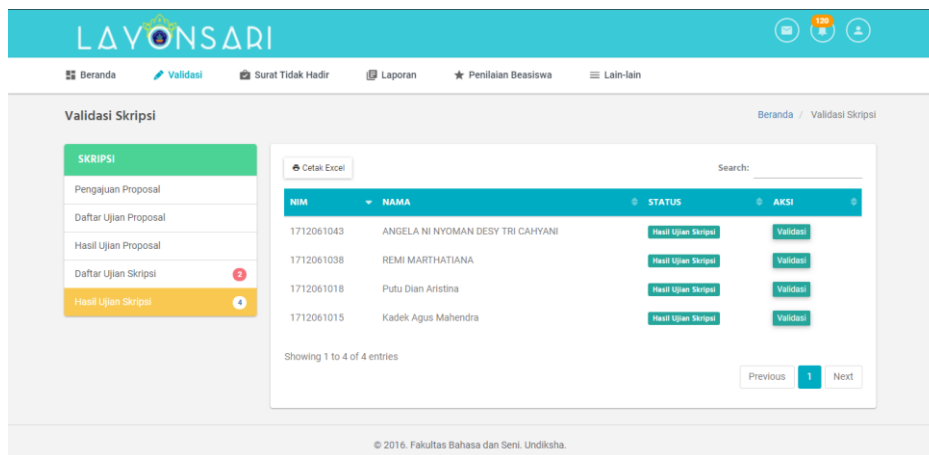 LAYONSARI
120
Beranda Validasi Surat Tidak Hadir Laporan Penilaian Beasiswa Lain-lain
Validasi Skripsi
Beranda / Validasi Skripsi
SKRIPSI
Pengajuan Proposal
Daftar Ujian Proposal
Hasil Ujian Proposal
Daftar Ujian Skripsi 2
Hasil Ujian Skripsi 4
Cetak Excel Search:
NIM NAMA STATUS AKSI
1712061043 ANGELA NI NYOMAN DESY TRI CAHYANI Hasil Ujian Skripsi Validasi
1712061038 REMI MARTHATIANA Hasil Ujian Skripsi Validasi
1712061018 Putu Dian Aristina Hasil Ujian Skripsi Validasi
1712061015 Kadek Agus Mahendra Hasil Ujian Skripsi Validasi
Showing 1 to 4 of 4 entries
Previous 1 Next
© 2016. Fakultas Bahasa dan Seni. Undiksha.